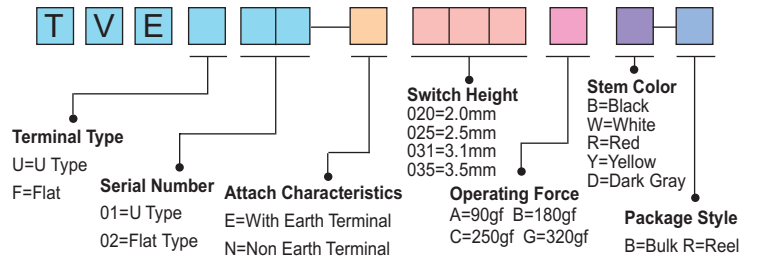 T V E
Terminal Type
U=U Type
F=Flat
Serial Number
01=U Type
02=Flat Type
Attach Characteristics
E=With Earth Terminal
N=Non Earth Terminal
Switch Height
020=2.0mm
025=2.5mm
031=3.1mm
035=3.5mm
Operating Force
A=90gf B=180gf
C=250gf G=320gf
Stem Color
B=Black
W=White
R=Red
Y=Yellow
D=Dark Gray
Package Style
B=Bulk R=Reel